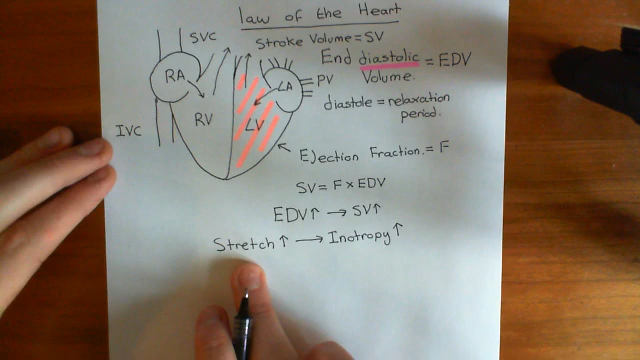 law of the Heart
SVC
Stroke Volume = SV
End diastolic = EDV
Volume.
RA
LA
PV
diastole = relaxation
period.
RV
LV
IVC
Ejection Fraction. = F
SV = F × EDV
EDV↑ → SV↑
Stretch ↑ → Inotropy ↑